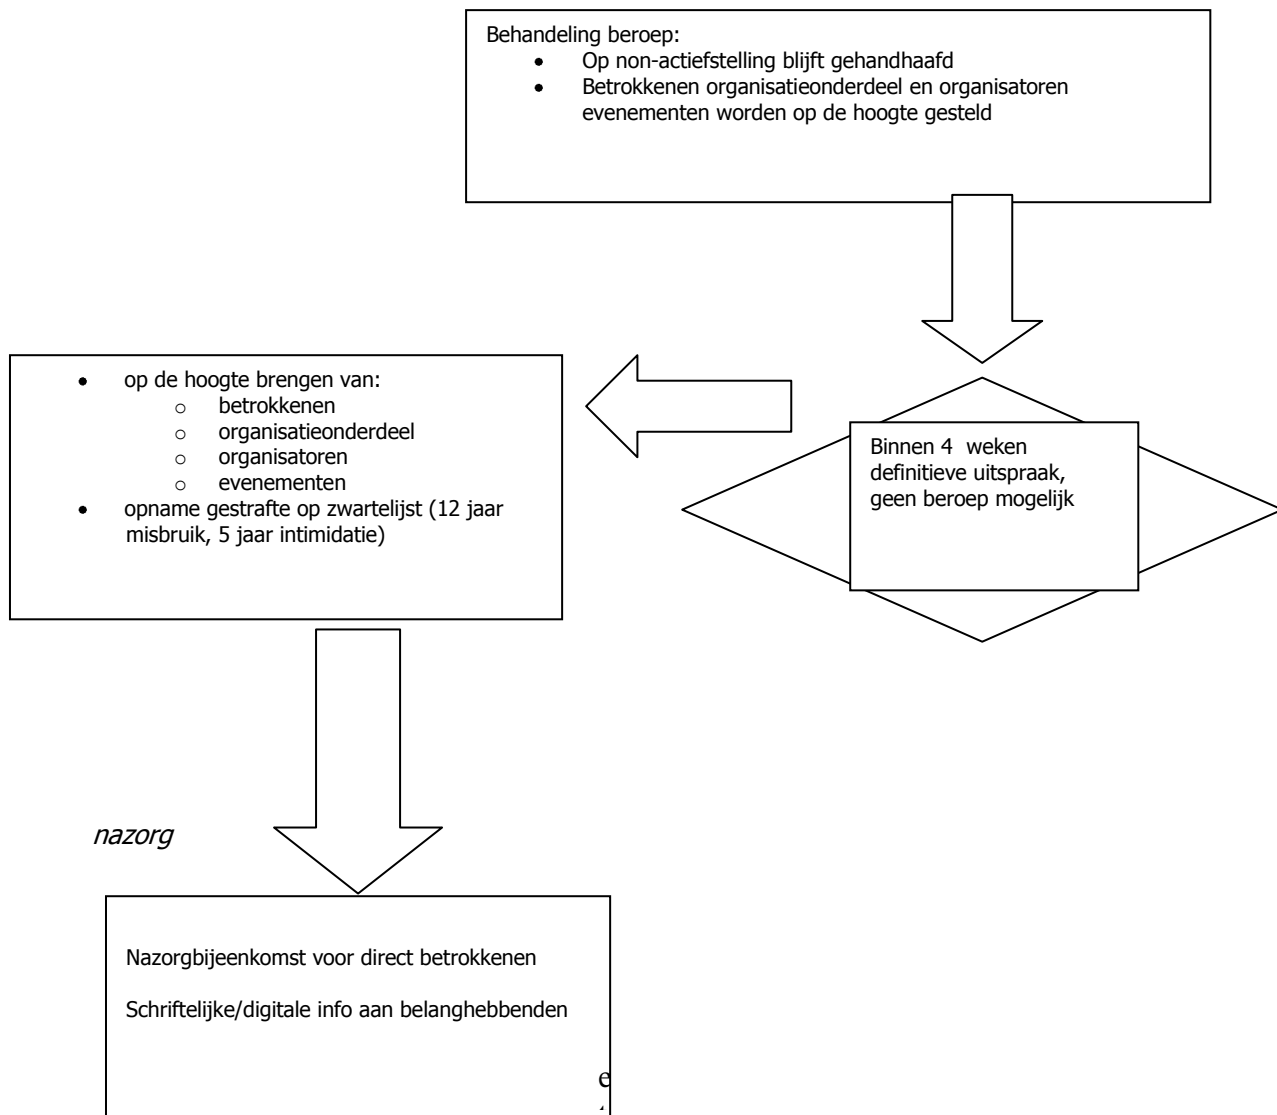 Behandeling beroep:
• Op non-actiefstelling blijft gehandhaafd
• Betrokkenen organisatieonderdeel en organisatoren
evenementen worden op de hoogte gesteld
Binnen 4 weken
definitieve uitspraak,
geen beroep mogelijk
• op de hoogte brengen van:
o betrokkenen
o organisatieonderdeel
o organisatoren
o evenementen
• opname gestrafte op zwartelijst (12 jaar
misbruik, 5 jaar intimidatie)
nazorg
Nazorgbijeenkomst voor direct betrokkenen
Schriftelijke/digitale info aan belanghebbenden
e